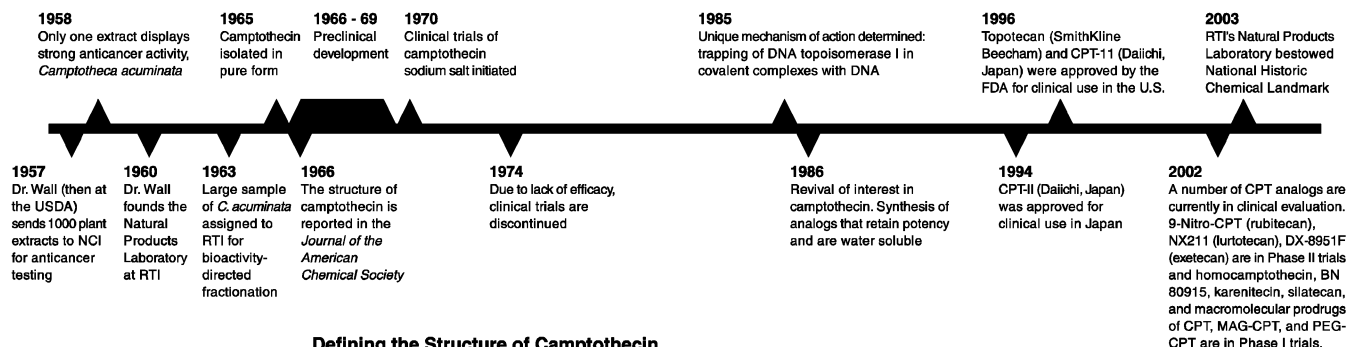 1958
Only one extract displays
strong anticancer activity,
Camptotheca acuminata
1965
Camptothecin
isolated in
pure form
1966 - 69
Preclinical
development
1970
Clinical trials of
camptothecin
sodium salt initiated
1985
Unique mechanism of action determined:
trapping of DNA topoisomerase I in
covalent complexes with DNA
1996
Topotecan (SmithKline
Beecham) and CPT-11 (Daiichi,
Japan) were approved by the
FDA for clinical use in the U.S.
2003
RTI's Natural Products
Laboratory bestowed
National Historic
Chemical Landmark
1957
Dr. Wall (then at
the USDA)
sends 1000 plant
extracts to NCI
for anticancer
testing
1960
Dr. Wall
founds the
Natural
Products
Laboratory
at RTI
1963
Large sample
of C. acuminata
assigned to
RTI for
bioactivity-
directed
fractionation
1966
The structure of
camptothecin is
reported in the
Journal of the
American
Chemical Society
1974
Due to lack of efficacy,
clinical trials are
discontinued
1986
Revival of interest in
camptothecin. Synthesis of
analogs that retain potency
and are water soluble
1994
CPT-II (Daiichi, Japan)
was approved for
clinical use in Japan
2002
A number of CPT analogs are
currently in clinical evaluation.
9-Nitro-CPT (rubitecan),
NX211 (lurtotecan), DX-8951F
(exetecan) are in Phase II trials
and homocamptothecin, BN
80915, karenitecin, silatecan,
and macromolecular prodrugs
of CPT, MAG-CPT, and PEG-
CPT are in Phase I trials.
Defining the Structure of Camptothecin